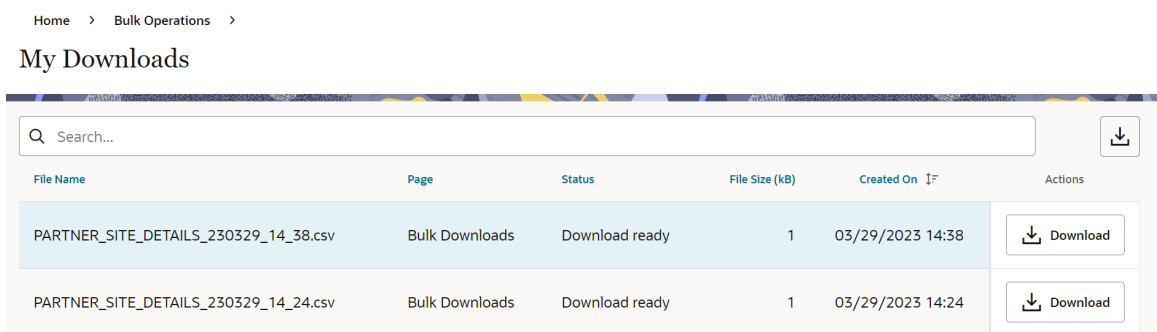 Home > Bulk Operations >
My Downloads
Search...
File Name Page Status File Size (kB) Created On Actions
PARTNER_SITE_DETAILS_230329_14_38.csv Bulk Downloads Download ready 1 03/29/2023 14:38 Download
PARTNER_SITE_DETAILS_230329_14_24.csv Bulk Downloads Download ready 1 03/29/2023 14:24 Download